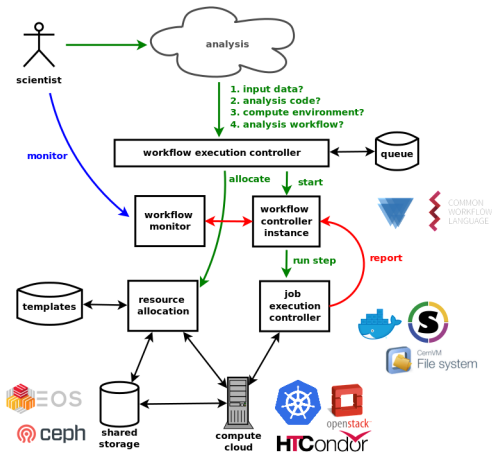 analysis
scientist
1. input data?
2. analysis code?
3. compute environment?
4. analysis workflow?
workflow execution controller
queue
monitor
allocate
start
workflow
monitor
workflow
controller
instance
COMMON
WORKFLOW
LANGUAGE
run step
report
templates
resource
allocation
job
execution
controller
S
CernVM
File system
EOS
ceph
shared
storage
compute
cloud
openstack
HTCondor